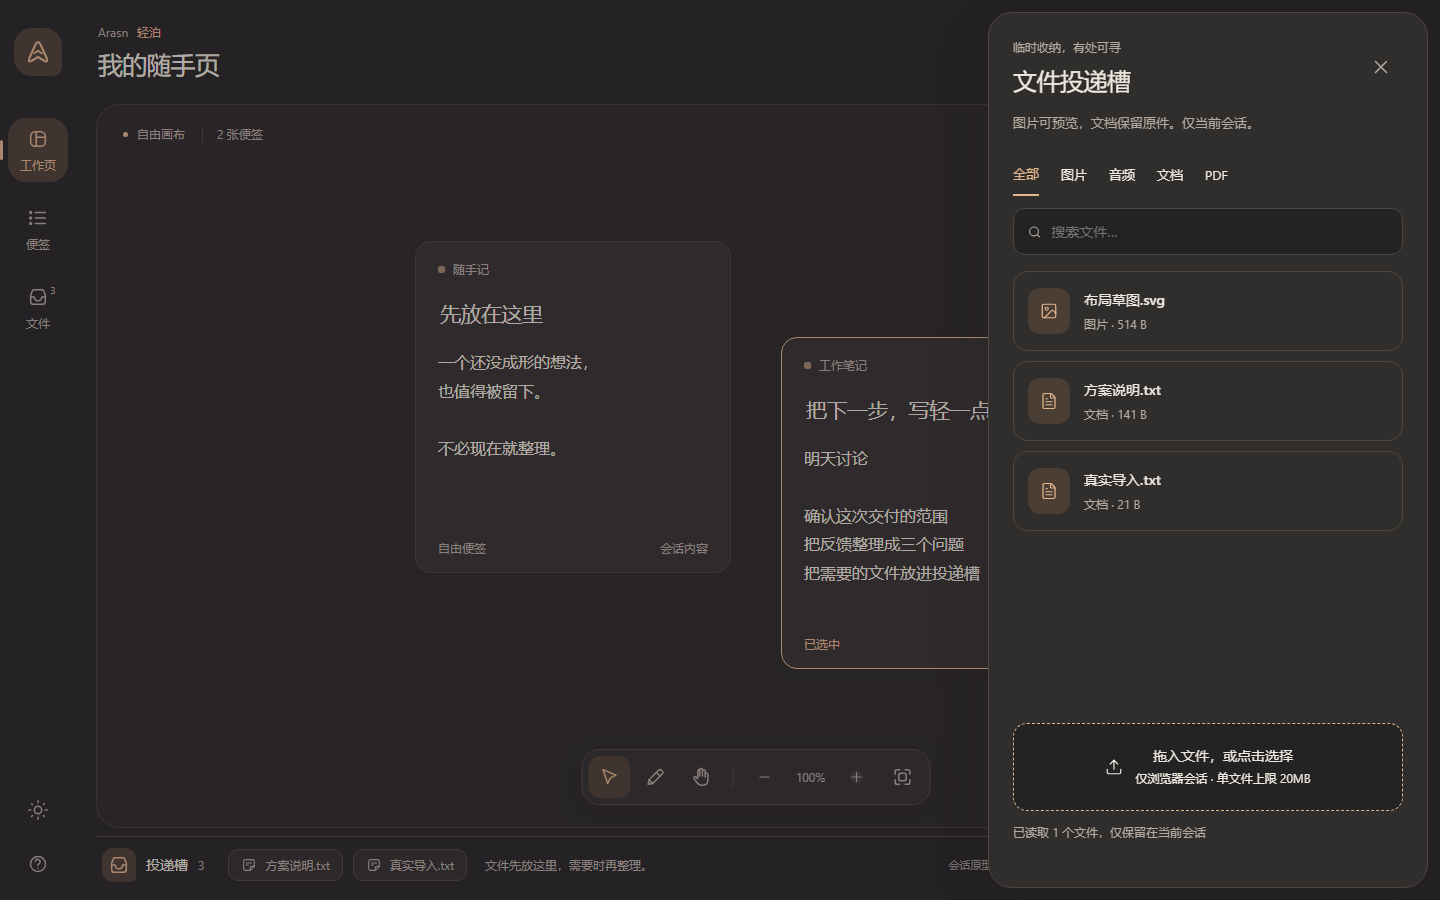 Arasn 轻泊
我的随手页
工作页
便签
文件
3
自由画布
2 张便签
随手记
先放在这里
一个还没成形的想法，
也值得被留下。
不必现在就整理。
自由便签
会话内容
工作笔记
把下一步，写轻一点
明天讨论
确认这次交付的范围
把反馈整理成三个问题
把需要的文件放进投递槽
已选中
100%
投递槽 3
方案说明.txt
真实导入.txt
文件先放这里，需要时再整理。
会话原型
临时收纳，有处可寻
文件投递槽
图片可预览，文档保留原件。仅当前会话。
全部 图片 音频 文档 PDF
搜索文件...
布局草图.svg
图片 · 514 B
方案说明.txt
文档 · 141 B
真实导入.txt
文档 · 21 B
拖入文件，或点击选择
仅浏览器会话 · 单文件上限 20MB
已读取 1 个文件，仅保留在当前会话